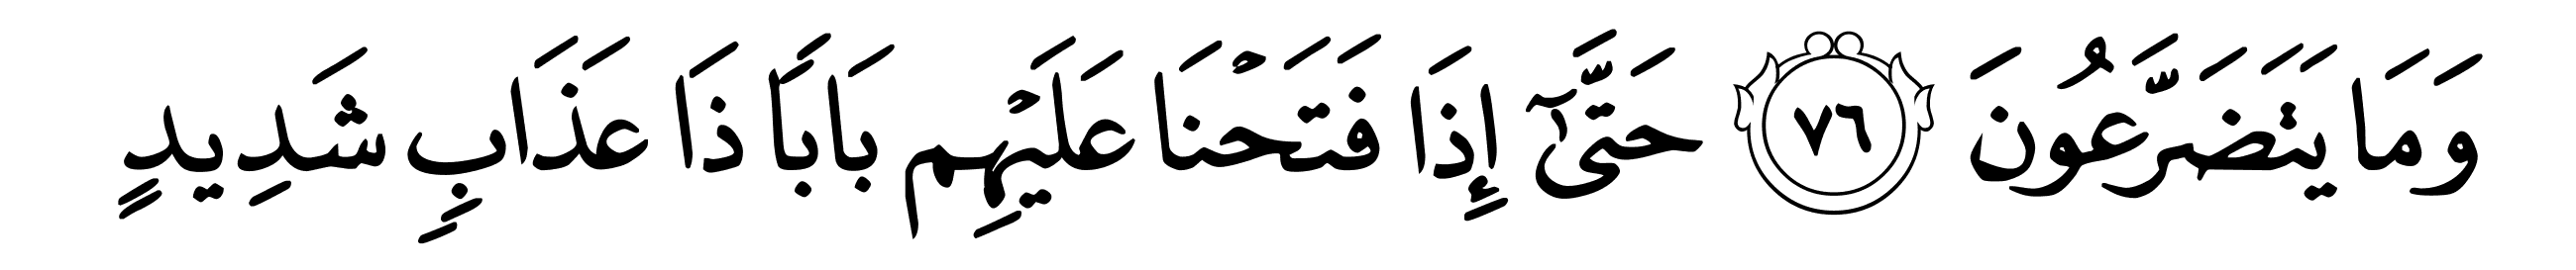 وَمَا يَتَضَرَّعُونَ ٧٦ حَتَّىٰٓ إِذَا فَتَحْنَا عَلَيْهِم بَابًا ذَا عَذَابٍ شَدِيدٍ